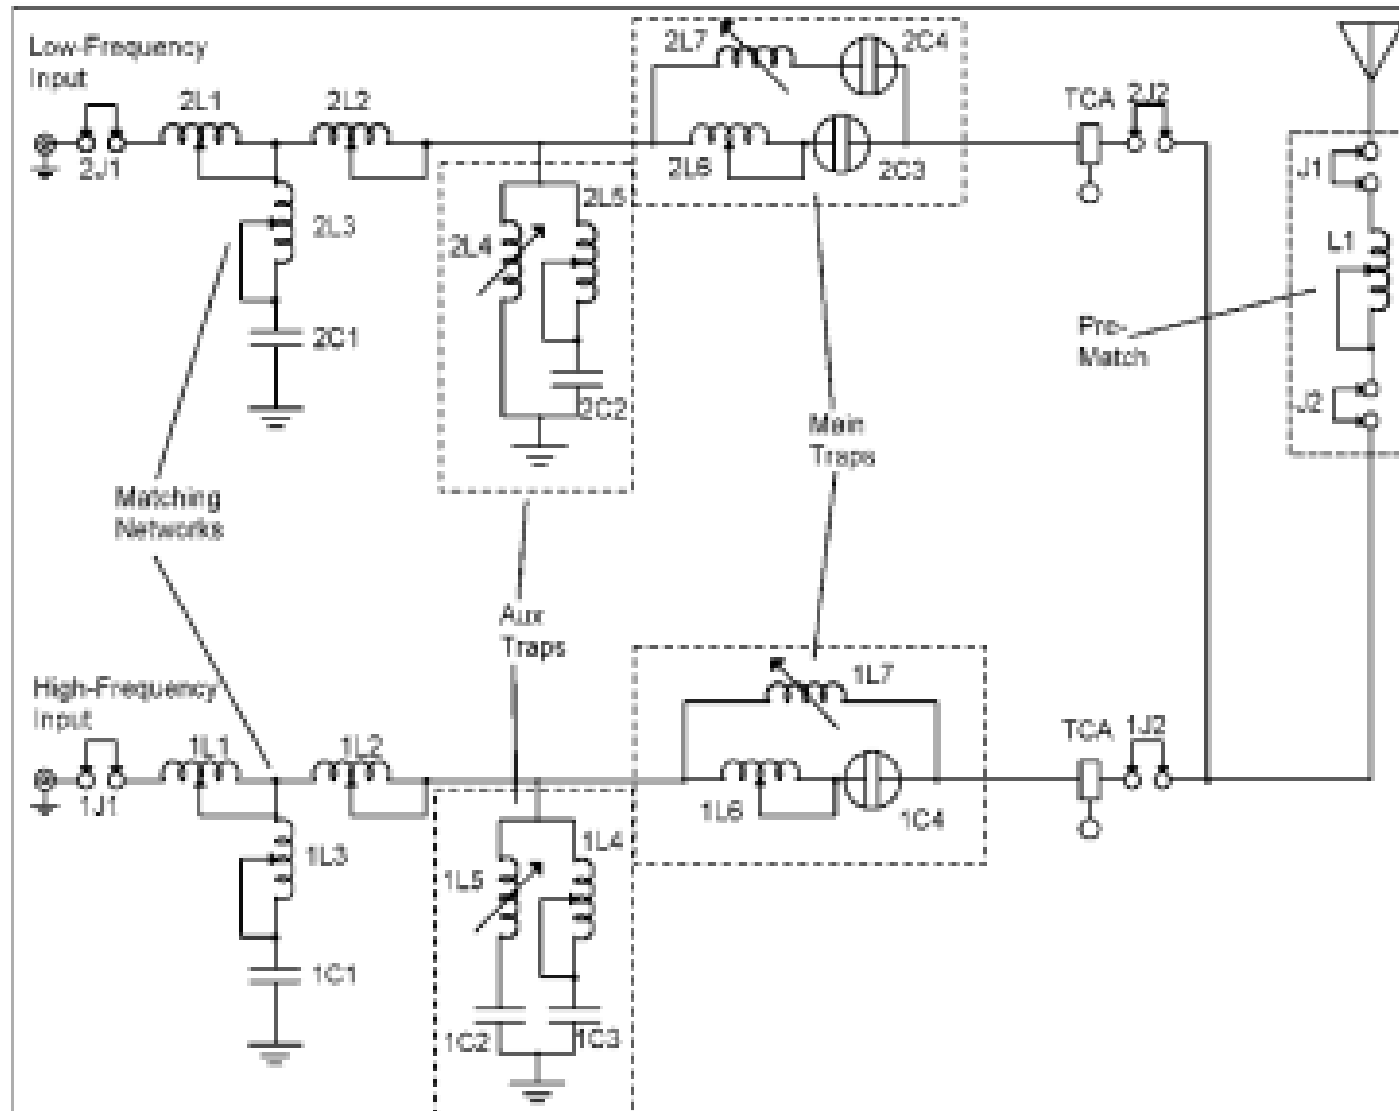 Low-Frequency
Input
2J1
2L1
2L2
2L3
2C1
2L4
2L5
2C2
2L7
2C4
2L6
2C3
TCA
2J2
J1
L1
J2
Pre-
Match
Matching
Networks
Main
Traps
Aux
Traps
High-Frequency
Input
1J1
1L1
1L2
1L3
1C1
1L5
1L4
1C2
1C3
1L7
1L6
1C4
TCA
1J2